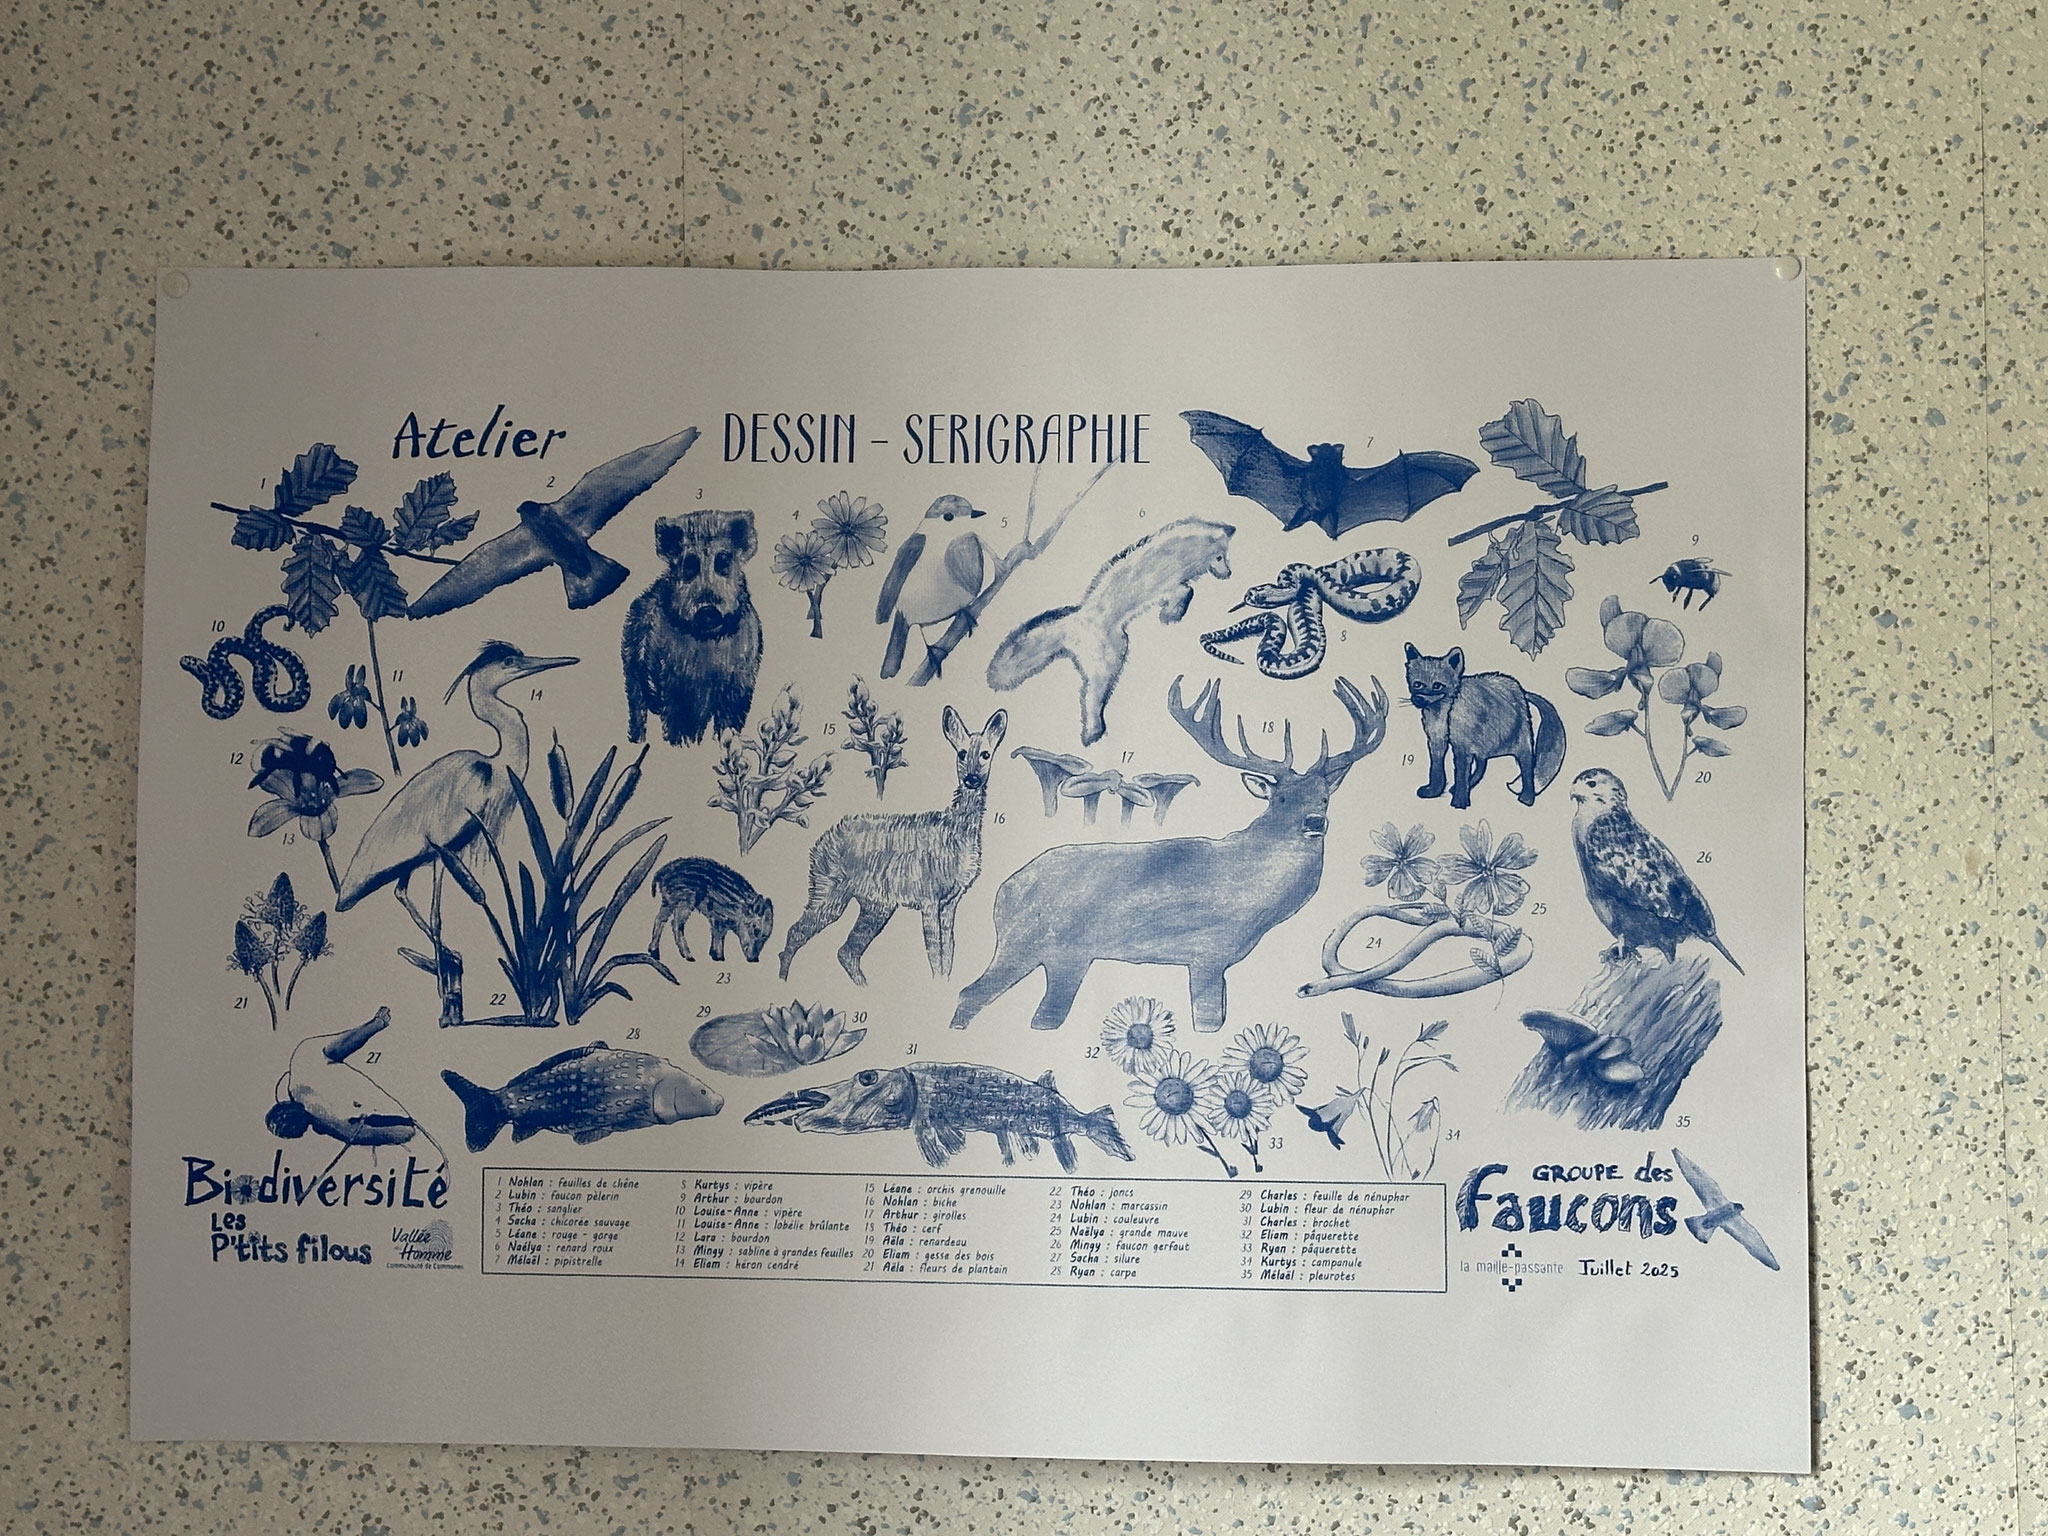 Atelier
DESSIN - SERIGRAPHIE
1
2
3
4
5
6
7
9
10
11
8
12
14
15
18
13
17
19
20
16
26
25
24
21
22
23
27
28
29
30
31
32
33
34
35
Biodiversité
Les
P'tits filous
Vallée
Homme
Communauté de Communes
1 Nohlan : feuilles de chêne
2 Lubin : faucon pèlerin
3 Théo : sanglier
4 Sacha : chicorée sauvage
5 Léane : rouge - gorge
6 Naëlya : renard roux
7 Mélaël : pipistrelle
8 Kurtys : vipère
9 Arthur : bourdon
10 Louise-Anne : vipère
11 Louise-Anne : lobélie brûlante
12 Lara : bourdon
13 Mingy : sabline à grandes feuilles
14 Eliam : héron cendré
15 Léane : orchis grenouille
16 Nohlan : biche
17 Arthur : girolles
18 Théo : cerf
19 Aëla : renardeau
20 Eliam : gesse des bois
21 Aëla : fleurs de plantain
22 Théo : joncs
23 Nohlan : marcassin
24 Lubin : couleuvre
25 Naëlya : grande mauve
26 Mingy : faucon gerfaut
27 Sacha : silure
28 Ryan : carpe
29 Charles : feuille de nénuphar
30 Lubin : fleur de nénuphar
31 Charles : brochet
32 Eliam : pâquerette
33 Ryan : pâquerette
34 Kurtys : campanule
35 Mélaël : pleurotes
GROUPE des
Faucons
la maille-passante
Juillet 2025